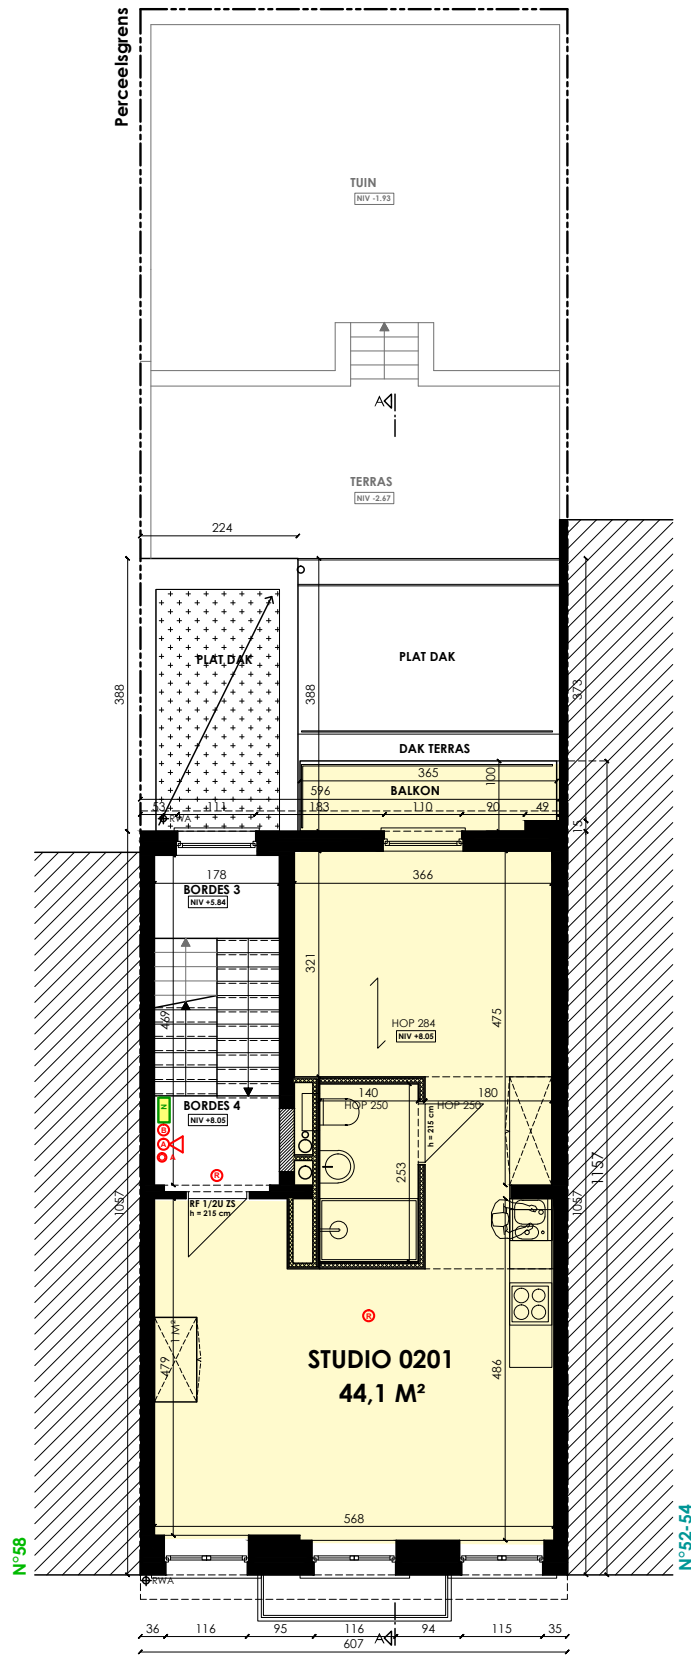 Perceelsgrens
TUIN
NIV -1.93
A
TERRAS
NIV -2.67
224
388
388
373
PLAT DAK
PLAT DAK
DAK TERRAS
365
100
BALKON
596
53
111
183
110
90
49
15
RWA
178
366
BORDES 3
NIV +5.84
321
469
475
HOP 284
NIV +8.05
140
180
HOP 250
HOP 250
h = 215 cm
BORDES 4
NIV +8.05
N
B
A
A
R
253
1057
1057
1157
RF 1/2U ZS
h = 215 cm
R
1 M²
479
486
STUDIO 0201
44,1 M²
568
N°58
N°52-54
RWA
36
116
95
116
94
115
35
A
607